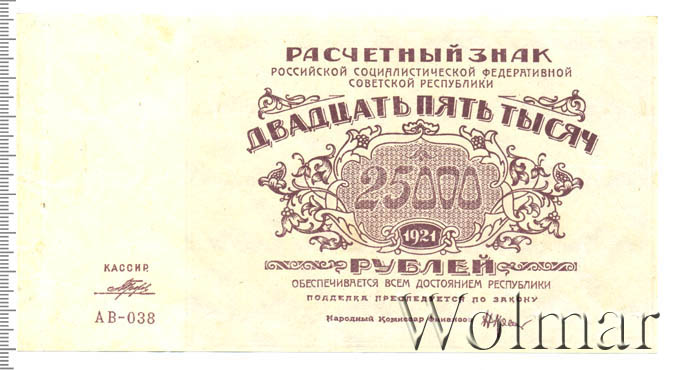 РАСЧЕТНЫЙ ЗНАК
РОССИЙСКОЙ СОЦИАЛИСТИЧЕСКОЙ ФЕДЕРАТИВНОЙ
СОВЕТСКОЙ РЕСПУБЛИКИ
ДВАДЦАТЬ ПЯТЬ ТЫСЯЧ
25000
1921
РУБЛЕЙ
ОБЕСПЕЧИВАЕТСЯ ВСЕМ ДОСТОЯНИЕМ РЕСПУБЛИКИ
ПОДДЕЛКА ПРЕСЛЕДУЕТСЯ ПО ЗАКОНУ
Народный Комиссар Финансов
КАССИР.
АВ-038
Wolmar